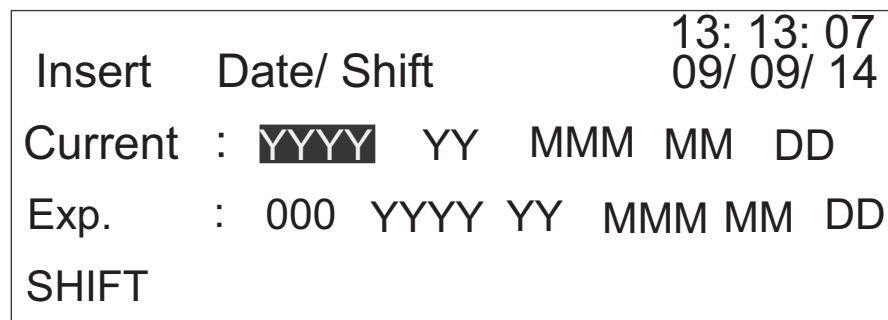 13: 13: 07
Insert Date/ Shift 09/ 09/ 14
Current : YYYY YY MMM MM DD
Exp. : 000 YYYY YY MMM MM DD
SHIFT